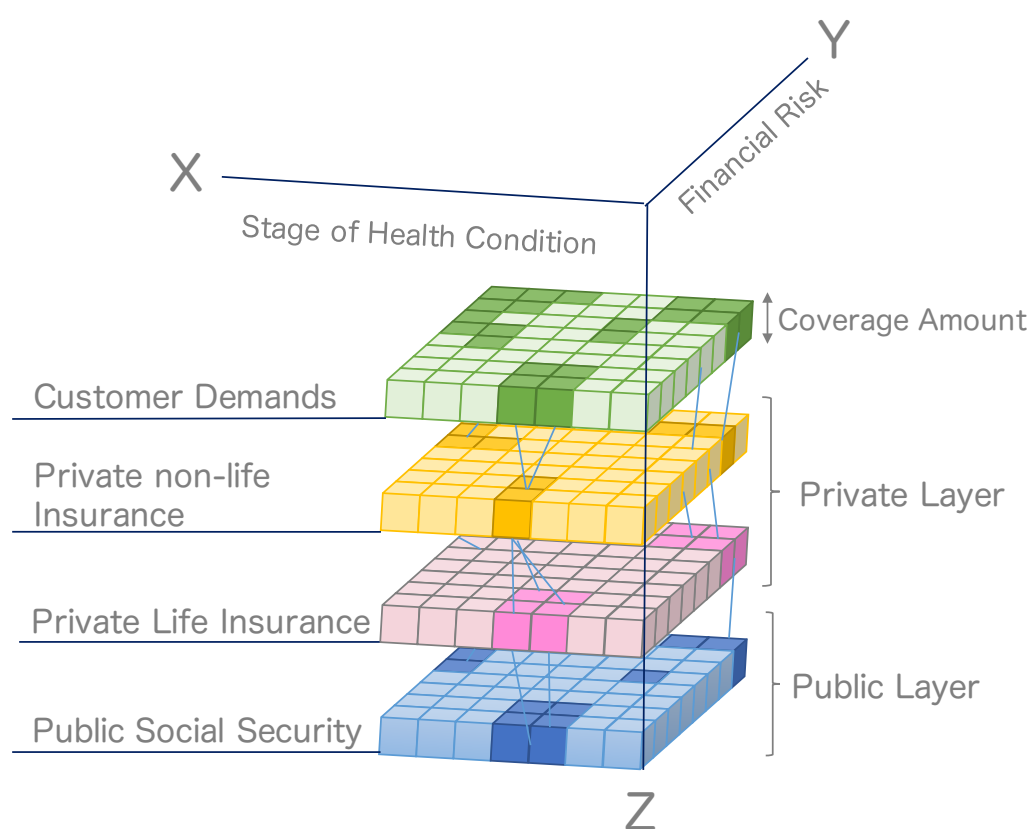 Y
X
Financial Risk
Stage of Health Condition
Coverage Amount
Customer Demands
Private non-life
Insurance
Private Layer
Private Life Insurance
Public Layer
Public Social Security
Z